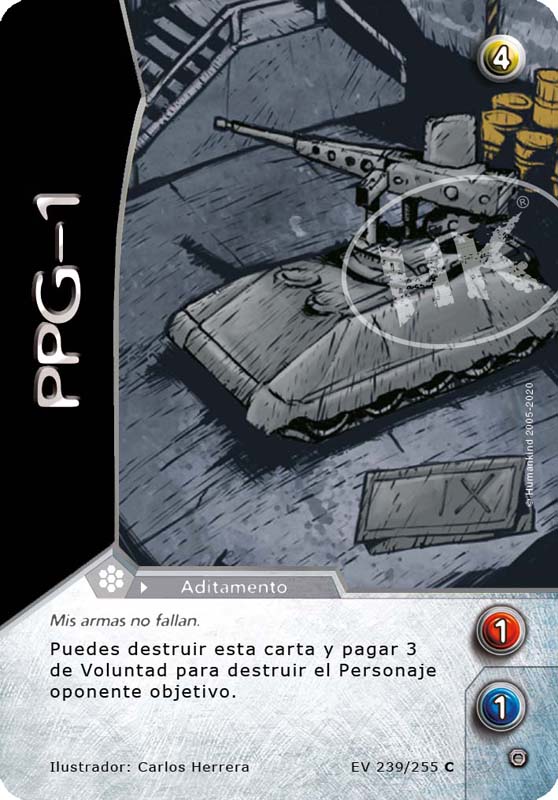 4
PPG-1
HK®
© Humankind 2005-2020
IX
Aditamento
Mis armas no fallan.
Puedes destruir esta carta y pagar 3
de Voluntad para destruir el Personaje
oponente objetivo.
1
1
Ilustrador: Carlos Herrera
EV 239/255 C